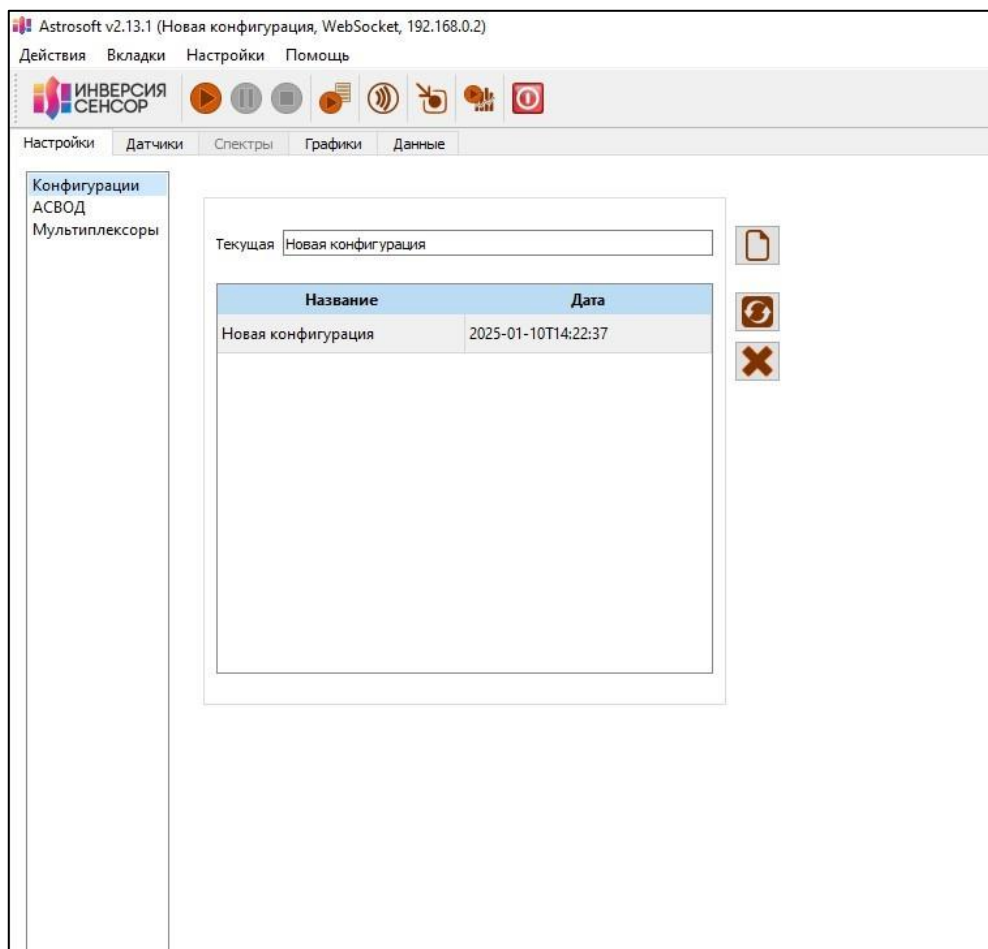 Astrosoft v2.13.1 (Новая конфигурация, WebSocket, 192.168.0.2)
Действия Вкладки Настройки Помощь
ИНВЕРСИЯ
СЕНСОР
Настройки Датчики Спектры Графики Данные
Конфигурации
АСВОД
Мультиплексоры
Текущая Новая конфигурация
Название Дата
Новая конфигурация 2025-01-10T14:22:37